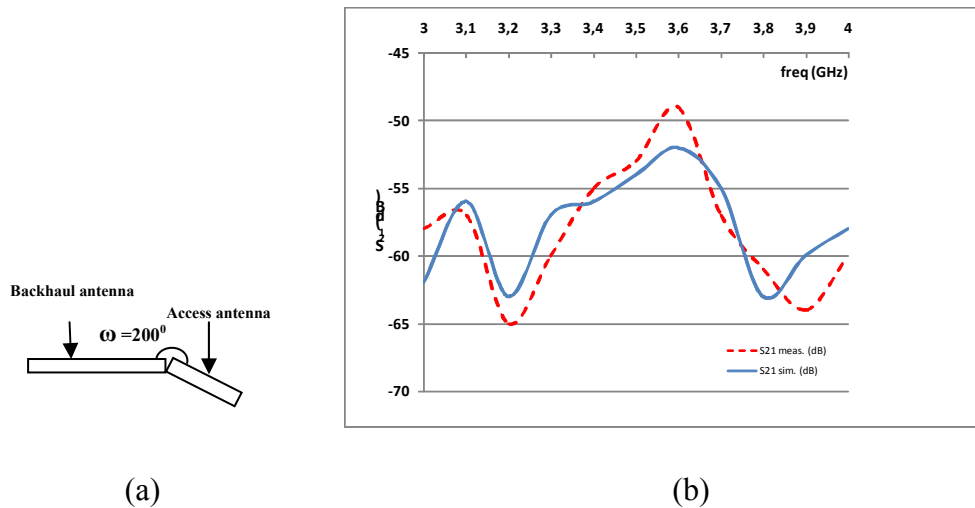 Backhaul antenna
ω =200⁰
Access antenna
(a)
3 3,1 3,2 3,3 3,4 3,5 3,6 3,7 3,8 3,9 4
freq (GHz)
-45
-50
-55
-60
-65
-70
S21(dB)
S21 meas. (dB)
S21 sim. (dB)
(b)